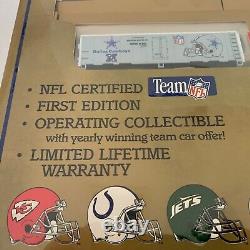 Dallas Cowboys
• NFL CERTIFIED Team NFL
• FIRST EDITION
• OPERATING COLLECTIBLE
with yearly winning team car offer!
• LIMITED LIFETIME
WARRANTY
KC
JETS